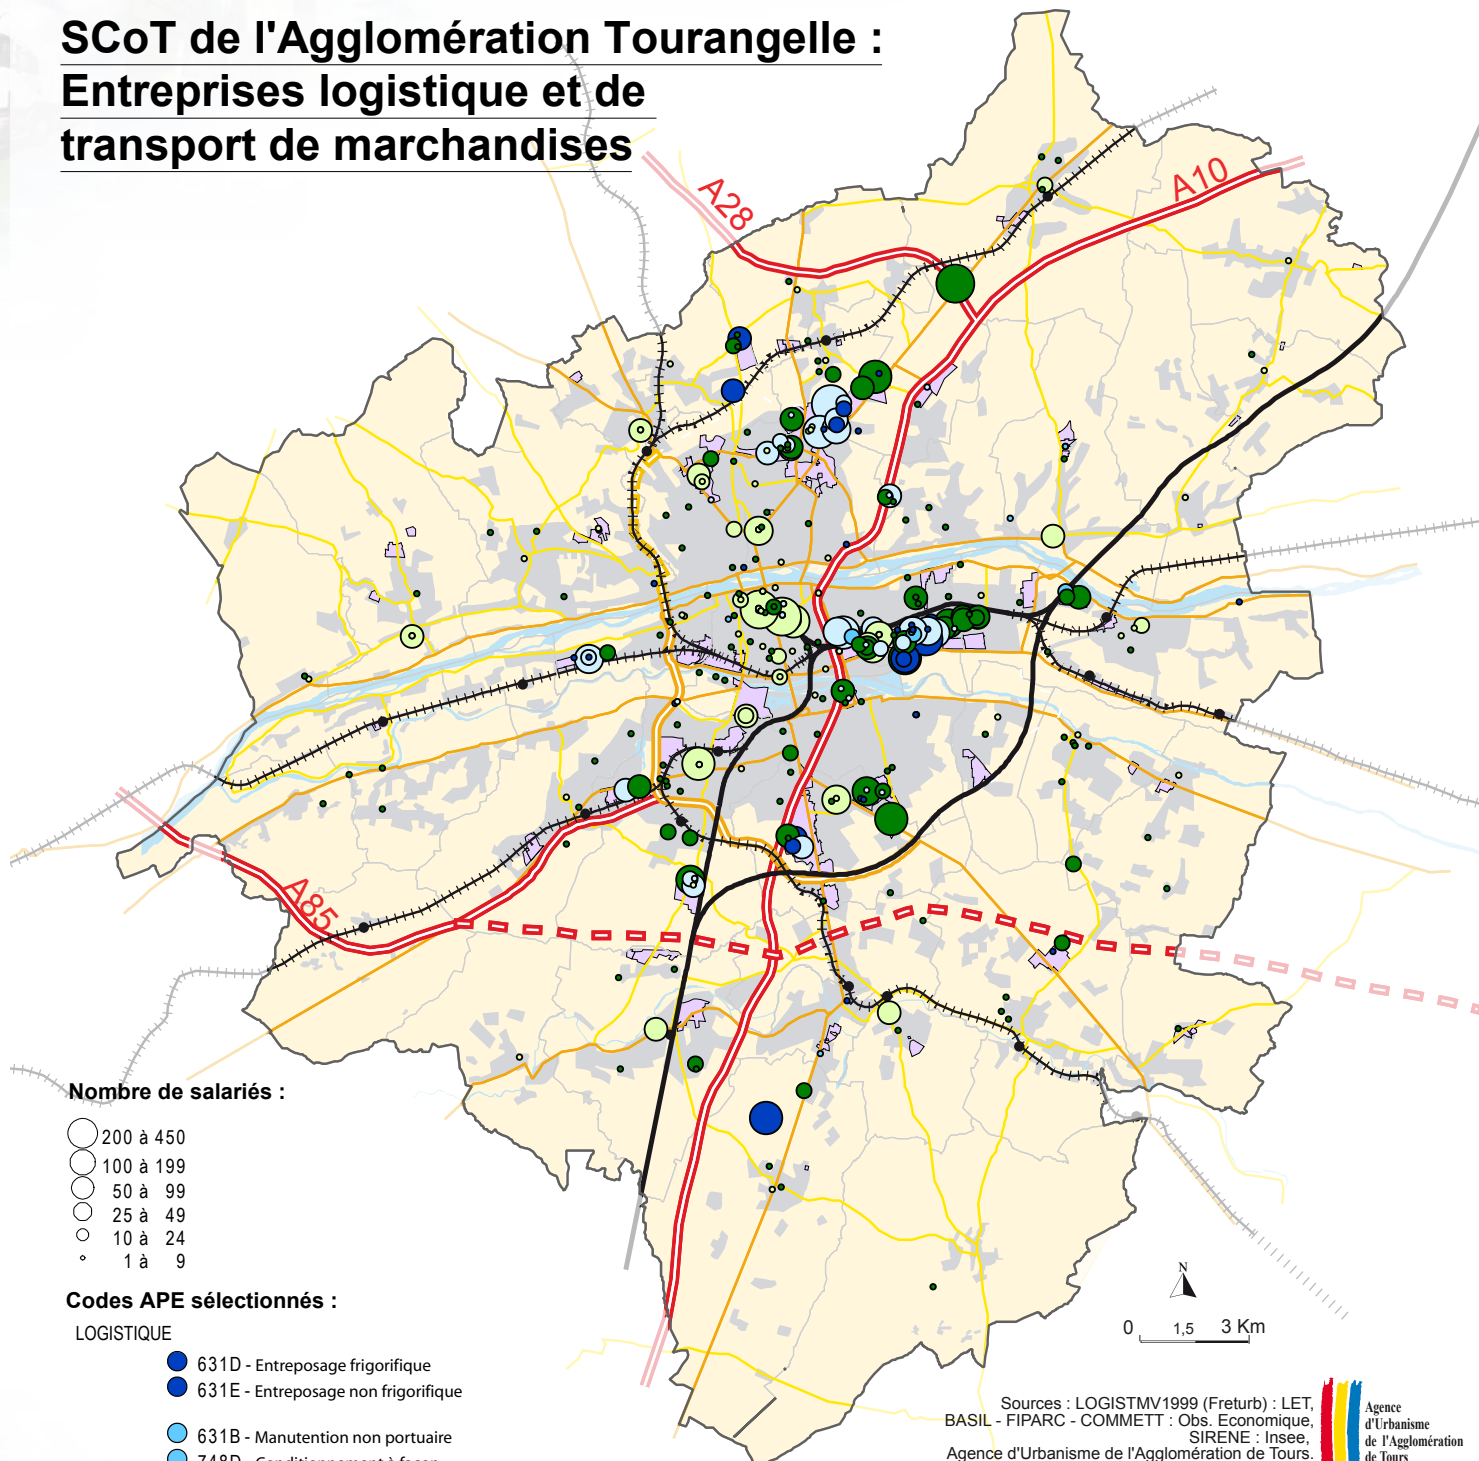 SCoT de l'Agglomération Tourangelle :
Entreprises logistique et de
transport de marchandises
A28
A10
A85
Nombre de salariés :
200 à 450
100 à 199
50 à 99
25 à 49
10 à 24
1 à 9
Codes APE sélectionnés :
LOGISTIQUE
631D - Entreposage frigorifique
631E - Entreposage non frigorifique
631B - Manutention non portuaire
748D - Conditionnement à façon
N
0 1,5 3 Km
Sources : LOGISTMV1999 (Freturb) : LET,
BASIL - FIPARC - COMMETT : Obs. Economique,
SIRENE : Insee,
Agence d'Urbanisme de l'Agglomération de Tours.
Agence
d'Urbanisme
de l'Agglomération
de Tours